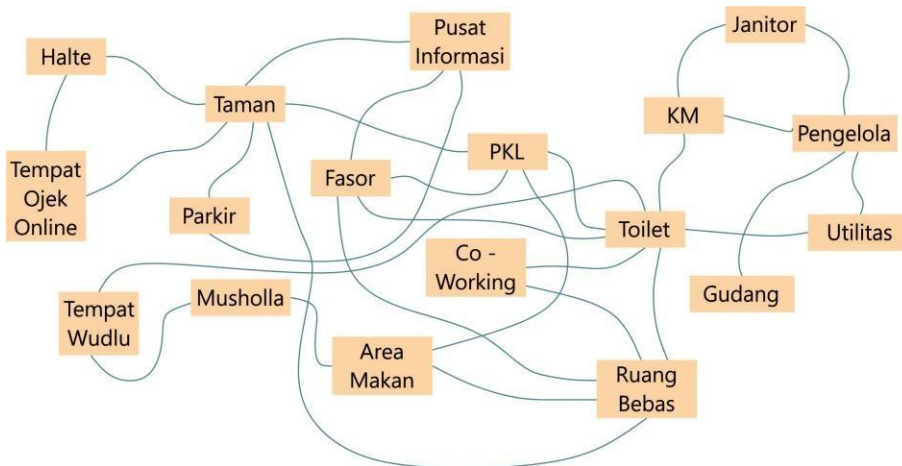 Pusat
Informasi
Janitor
Halte
Taman
KM
Pengelola
Tempat
Ojek
Online
Parkir
Fasor
PKL
Toilet
Utilitas
Co -
Working
Gudang
Tempat
Wudlu
Musholla
Area
Makan
Ruang
Bebas